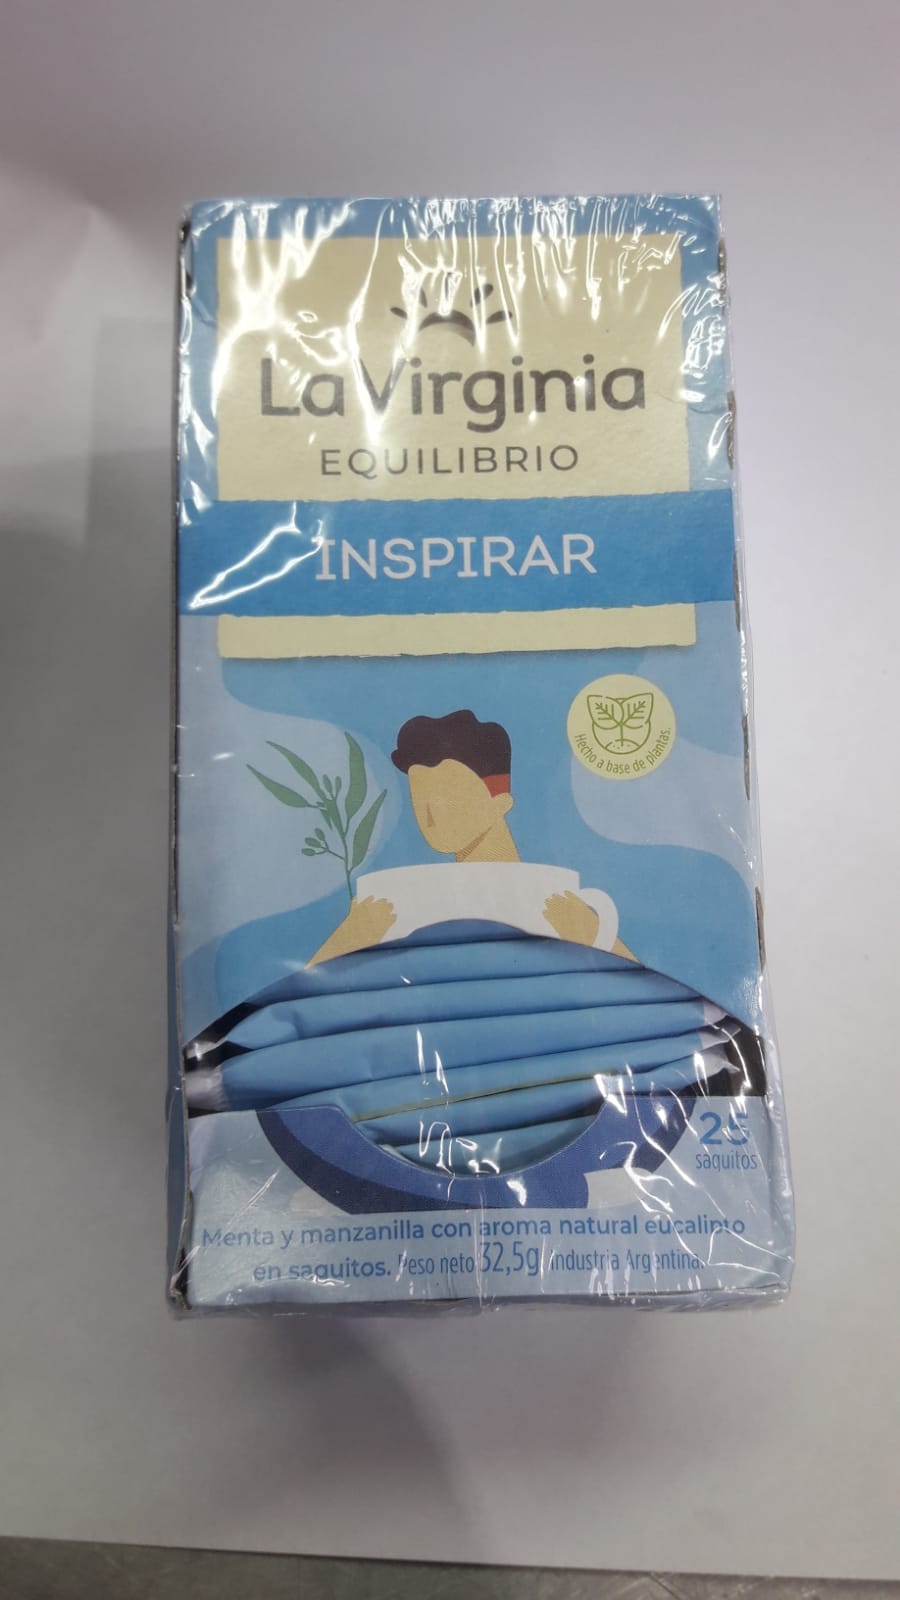 La Virginia
EQUILIBRIO
INSPIRAR
Hecho a base de plantas.
25
saquitos
Menta y manzanilla con aroma natural eucalipto
en saquitos. Peso neto 32,5g. Industria Argentina.